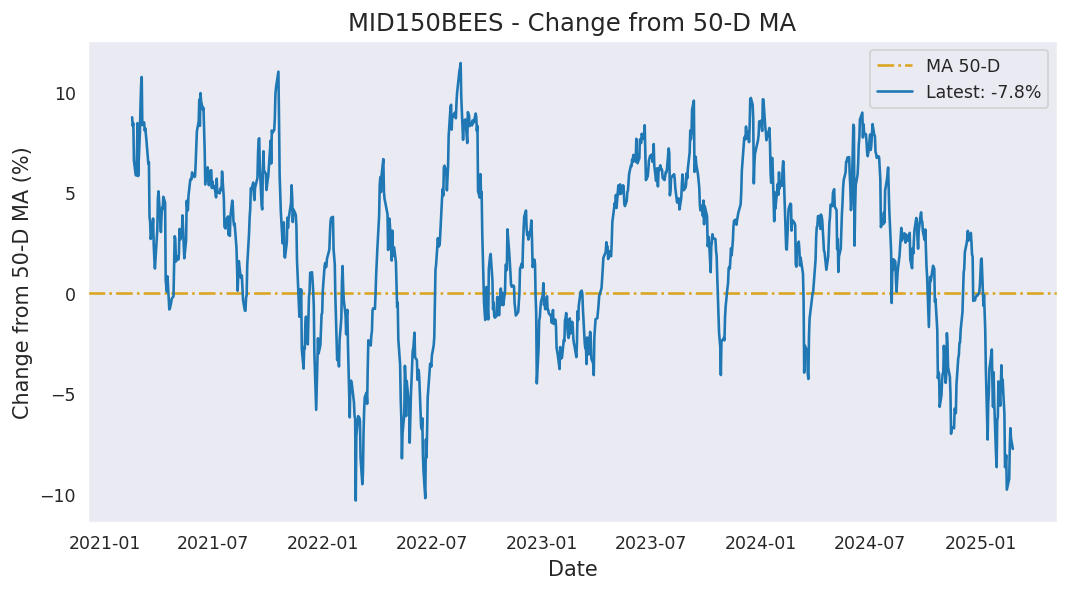 MID150BEES - Change from 50-D MA
MA 50-D
Latest: -7.8%
Change from 50-D MA (%)
10
5
0
−5
−10
2021-01
2021-07
2022-01
2022-07
2023-01
2023-07
2024-01
2024-07
2025-01
Date